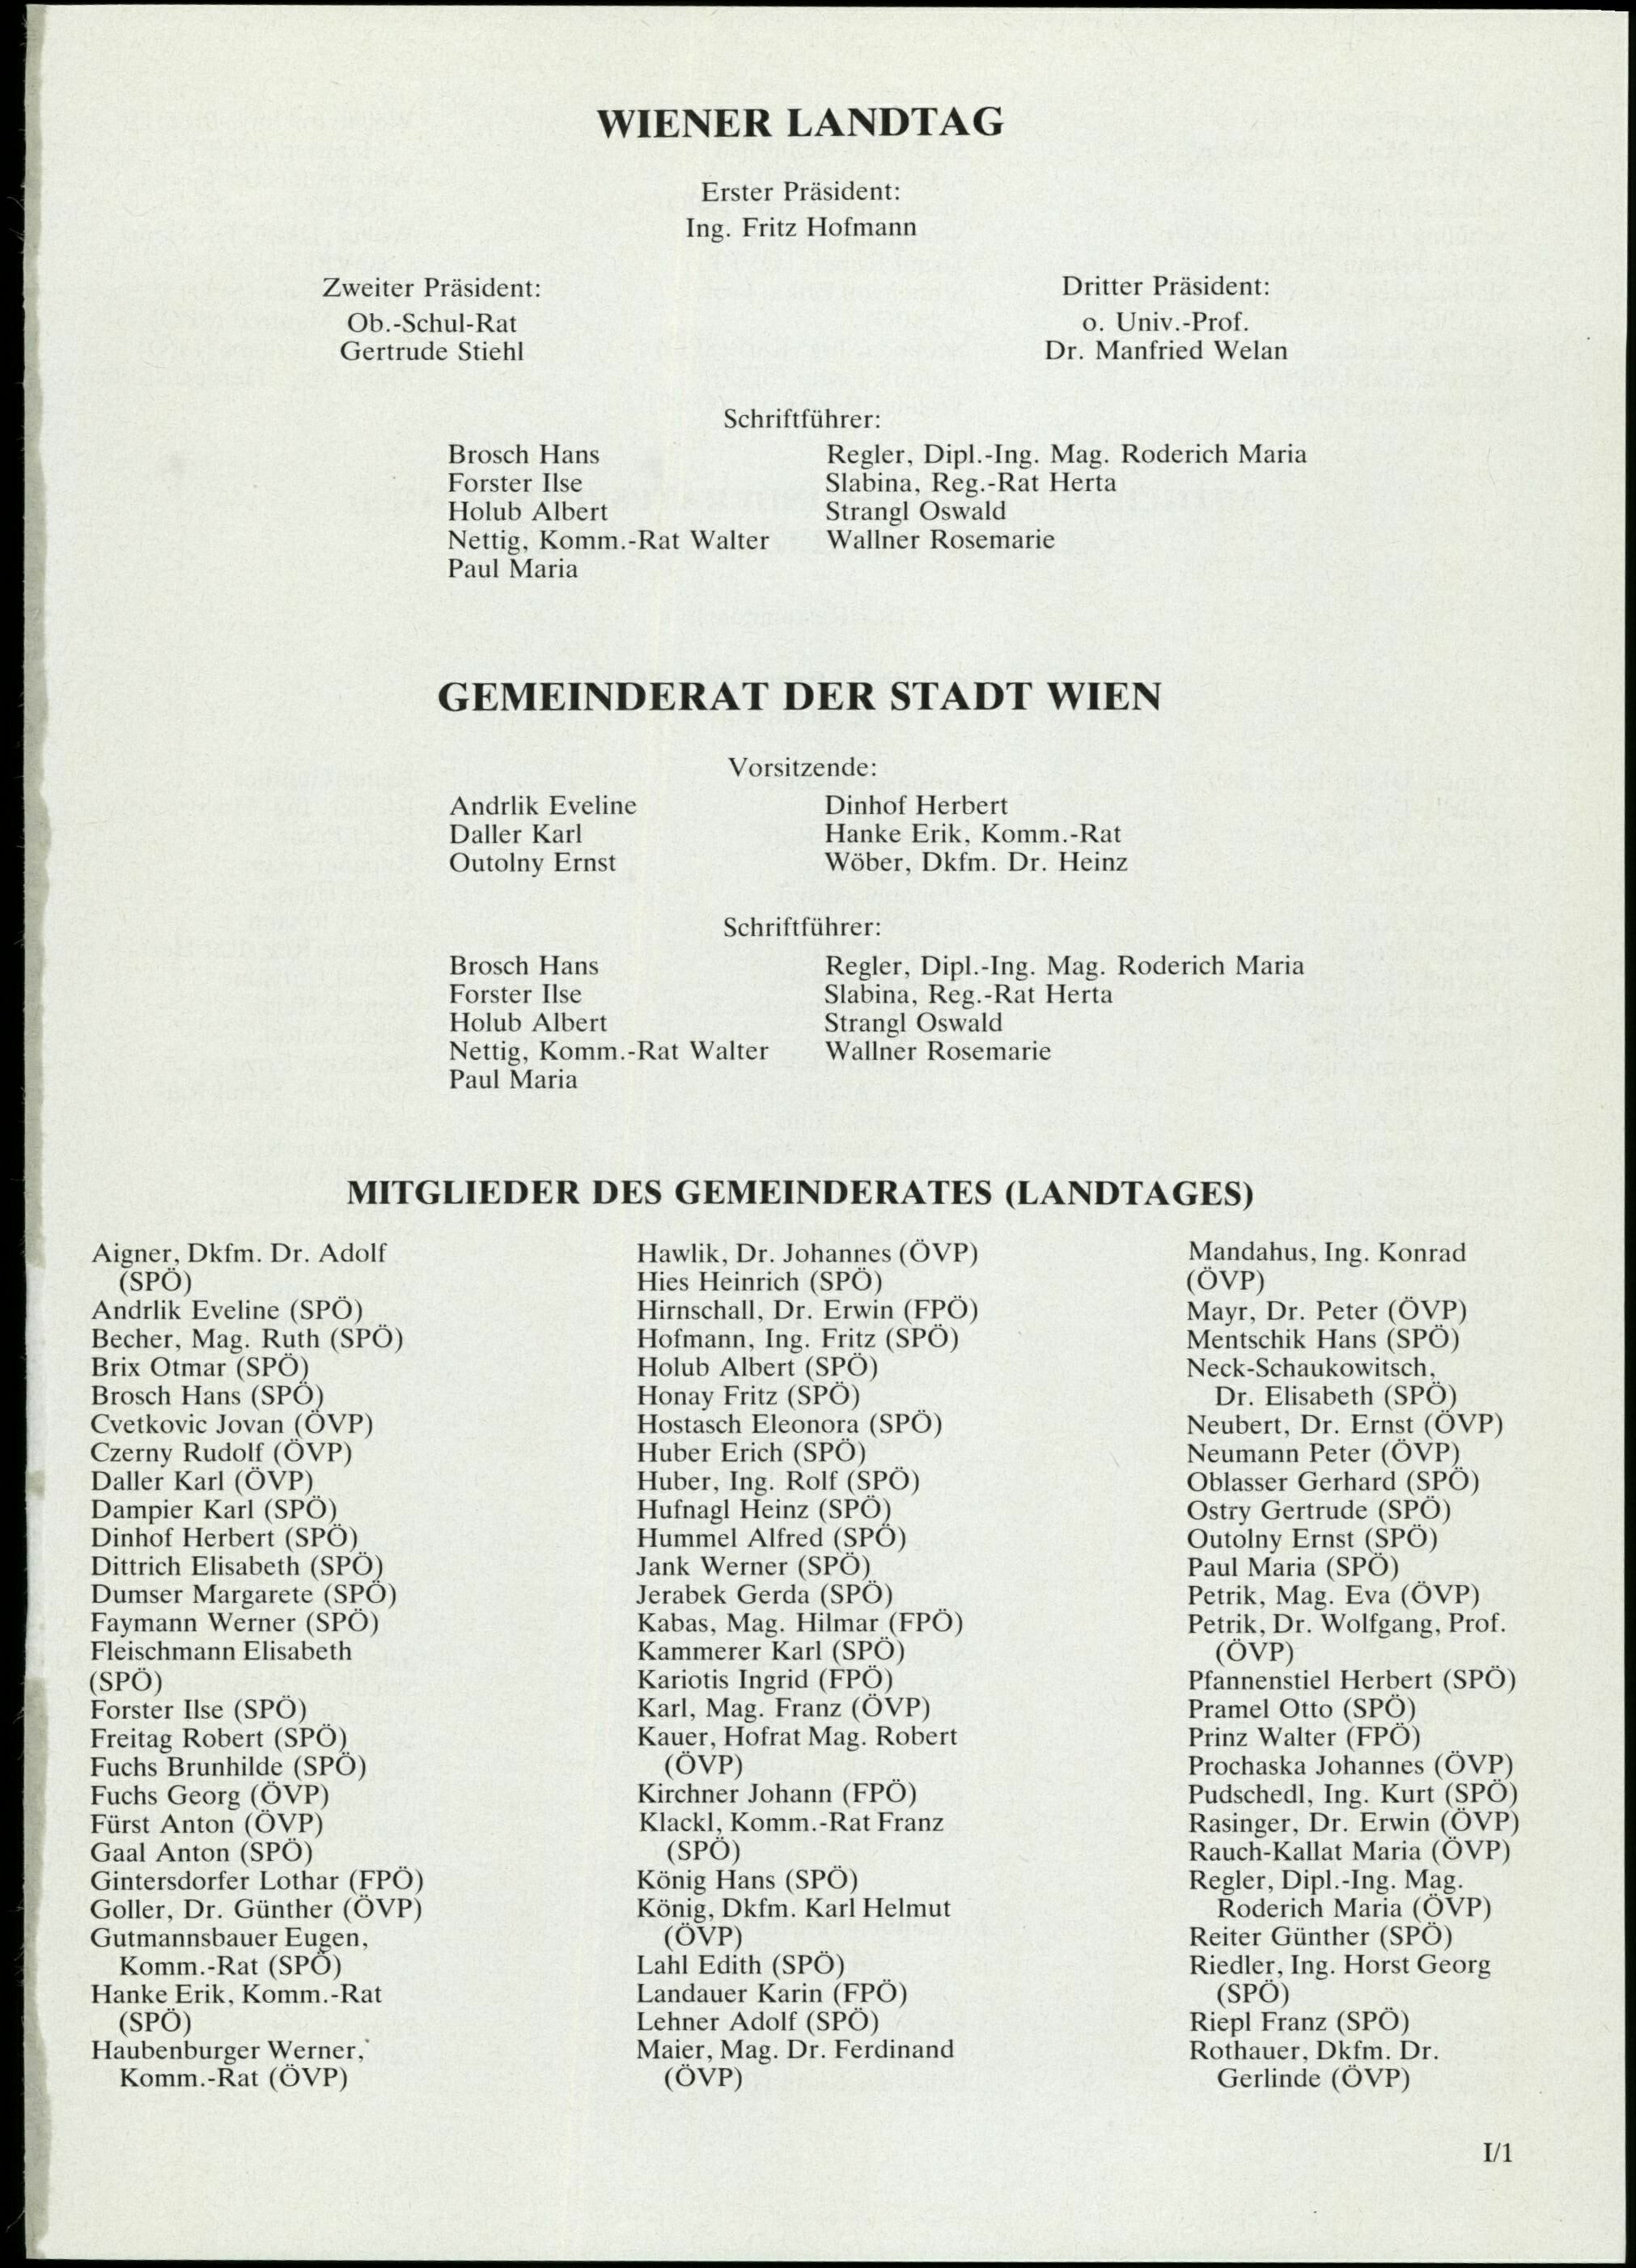 WIENER LANDTAG
Erster Präsident:
Ing. Fritz Hofmann
Zweiter Präsident:
Ob.-Schul-Rat
Gertrude Stiehl
Dritter Präsident:
o. Univ.-Prof.
Dr. Manfried Welan
Schriftführer:
Brosch Hans
Forster Ilse
Holub Albert
Nettig, Komm.-Rat Walter
Paul Maria
Regler, Dipl.-Ing. Mag. Roderich Maria
Slabina, Reg.-Rat Herta
Strangl Oswald
Wallner Rosemarie
GEMEINDERAT DER STADT WIEN
Vorsitzende:
Andrlik Eveline
Daller Karl
Outolny Ernst
Dinhof Herbert
Hanke Erik, Komm.-Rat
Wöber, Dkfm. Dr. Heinz
Schriftführer:
Brosch Hans
Forster Ilse
Holub Albert
Nettig, Komm.-Rat Walter
Paul Maria
Regler, Dipl.-Ing. Mag. Roderich Maria
Slabina, Reg.-Rat Herta
Strangl Oswald
Wallner Rosemarie
MITGLIEDER DES GEMEINDERATES (LANDTAGES)
Aigner, Dkfm. Dr. Adolf
(SPÖ)
Andrlik Eveline (SPÖ)
Becher, Mag. Ruth (SPÖ)
Brix Otmar (SPÖ)
Brosch Hans (SPÖ)
Cvetkovic Jovan (ÖVP)
Czerny Rudolf (ÖVP)
Daller Karl (ÖVP)
Dampier Karl (SPÖ)
Dinhof Herbert (SPÖ)
Dittrich Elisabeth (SPÖ)
Dumser Margarete (SPÖ)
Faymann Werner (SPÖ)
Fleischmann Elisabeth
(SPÖ)
Forster Ilse (SPÖ)
Freitag Robert (SPÖ)
Fuchs Brunhilde (SPÖ)
Fuchs Georg (ÖVP)
Fürst Anton (ÖVP)
Gaal Anton (SPÖ)
Gintersdorfer Lothar (FPÖ)
Goller, Dr. Günther (ÖVP)
Gutmannsbauer Eugen,
Komm.-Rat (SPÖ)
Hanke Erik, Komm.-Rat
(SPÖ)
Haubenburger Werner,
Komm.-Rat (ÖVP)
Hawlik, Dr. Johannes (ÖVP)
Hies Heinrich (SPÖ)
Hirnschall, Dr. Erwin (FPÖ)
Hofmann, Ing. Fritz (SPÖ)
Holub Albert (SPÖ)
Honay Fritz (SPÖ)
Hostasch Eleonora (SPÖ)
Huber Erich (SPÖ)
Huber, Ing. Rolf (SPÖ)
Hufnagl Heinz (SPÖ)
Hummel Alfred (SPÖ)
Jank Werner (SPÖ)
Jerabek Gerda (SPÖ)
Kabas, Mag. Hilmar (FPÖ)
Kammerer Karl (SPÖ)
Kariotis Ingrid (FPÖ)
Karl, Mag. Franz (ÖVP)
Kauer, Hofrat Mag. Robert
(ÖVP)
Kirchner Johann (FPÖ)
Klackl, Komm.-Rat Franz
(SPÖ)
König Hans (SPÖ)
König, Dkfm. Karl Helmut
(ÖVP)
Lahl Edith (SPÖ)
Landauer Karin (FPÖ)
Lehner Adolf (SPÖ)
Maier, Mag. Dr. Ferdinand
(ÖVP)
Mandahus, Ing. Konrad
(ÖVP)
Mayr, Dr. Peter (ÖVP)
Mentschik Hans (SPÖ)
Neck-Schaukowitsch,
Dr. Elisabeth (SPÖ)
Neubert, Dr. Ernst (ÖVP)
Neumann Peter (ÖVP)
Oblasser Gerhard (SPÖ)
Ostry Gertrude (SPÖ)
Outolny Ernst (SPÖ)
Paul Maria (SPÖ)
Petrik, Mag. Eva (ÖVP)
Petrik, Dr. Wolfgang, Prof.
(ÖVP)
Pfannenstiel Herbert (SPÖ)
Pramel Otto (SPÖ)
Prinz Walter (FPÖ)
Prochaska Johannes (ÖVP)
Pudschedl, Ing. Kurt (SPÖ)
Rasinger, Dr. Erwin (ÖVP)
Rauch-Kallat Maria (ÖVP)
Regler, Dipl.-Ing. Mag.
Roderich Maria (ÖVP)
Reiter Günther (SPÖ)
Riedler, Ing. Horst Georg
(SPÖ)
Riepl Franz (SPÖ)
Rothauer, Dkfm. Dr.
Gerlinde (ÖVP)
I/1